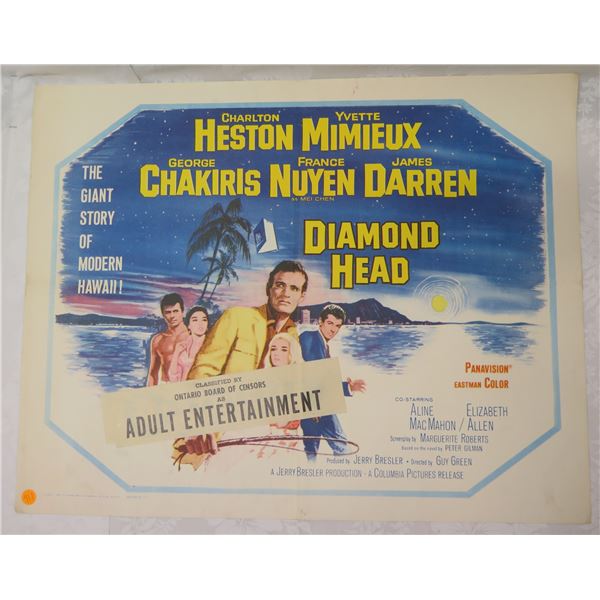 CHARLTON YVETTE
HESTON MIMIEUX
GEORGE FRANCE JAMES
CHAKIRIS NUYEN DARREN
as MEI CHEN
THE
GIANT
STORY
OF
MODERN
HAWAII!
DIAMOND
HEAD
PANAVISION
EASTMAN COLOR
CLASSIFIED BY
ONTARIO BOARD OF CENSORS
AS
ADULT ENTERTAINMENT
CO-STARRING
ALINE ELIZABETH
MACMAHON / ALLEN
Screenplay by MARGUERITE ROBERTS
Based on the novel by PETER GILMAN
Produced by JERRY BRESLER · Directed by GUY GREEN
A JERRY BRESLER PRODUCTION · A COLUMBIA PICTURES RELEASE